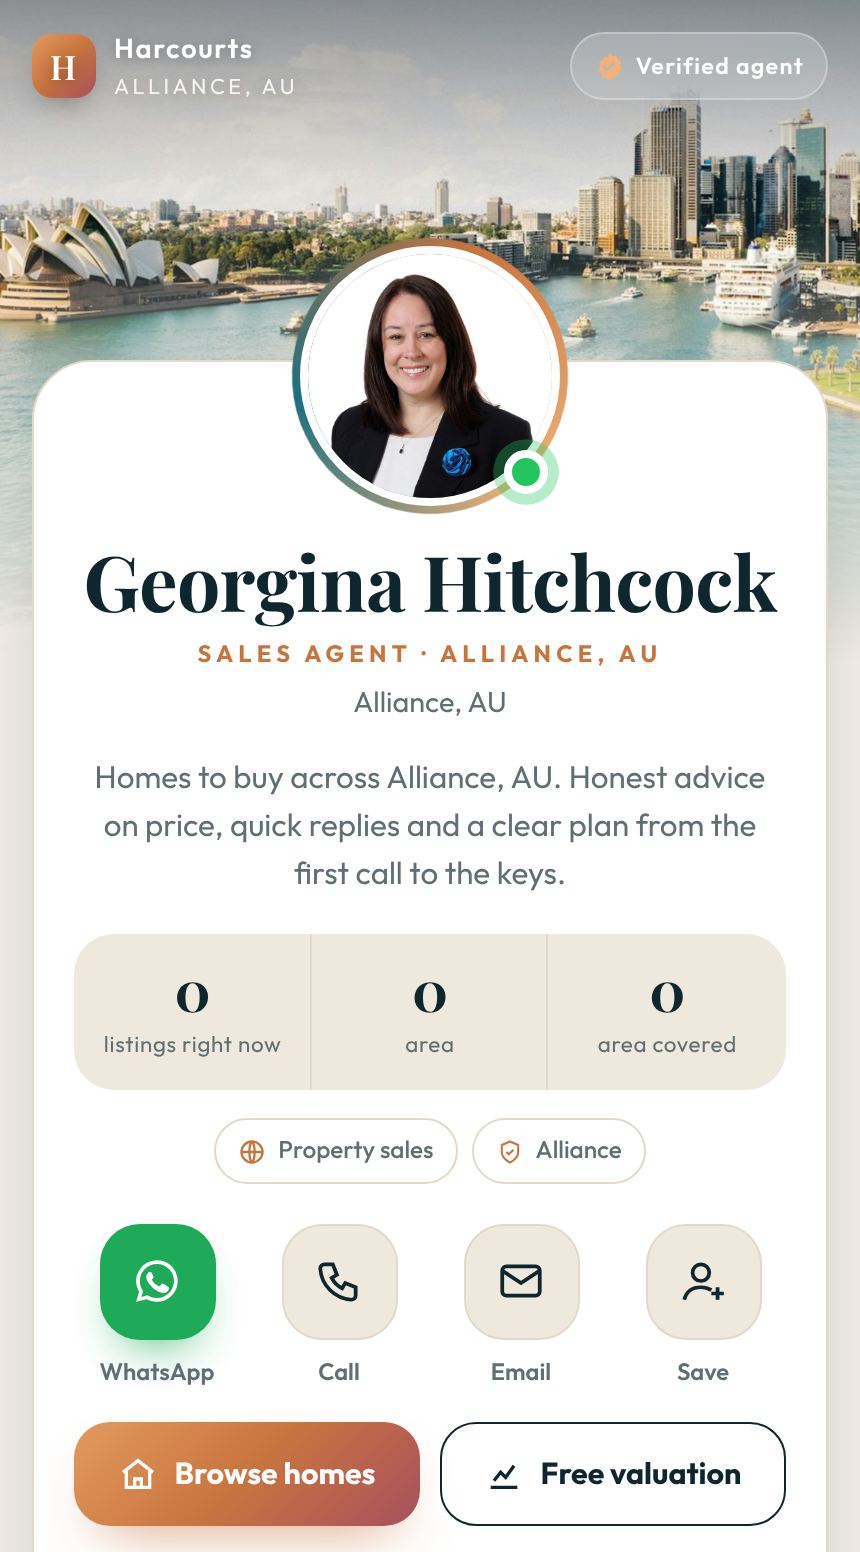 H
Harcourts
ALLIANCE, AU
Verified agent
Georgina Hitchcock
SALES AGENT · ALLIANCE, AU
Alliance, AU
Homes to buy across Alliance, AU. Honest advice
on price, quick replies and a clear plan from the
first call to the keys.
0 0 0
listings right now area area covered
Property sales Alliance
WhatsApp Call Email Save
Browse homes Free valuation